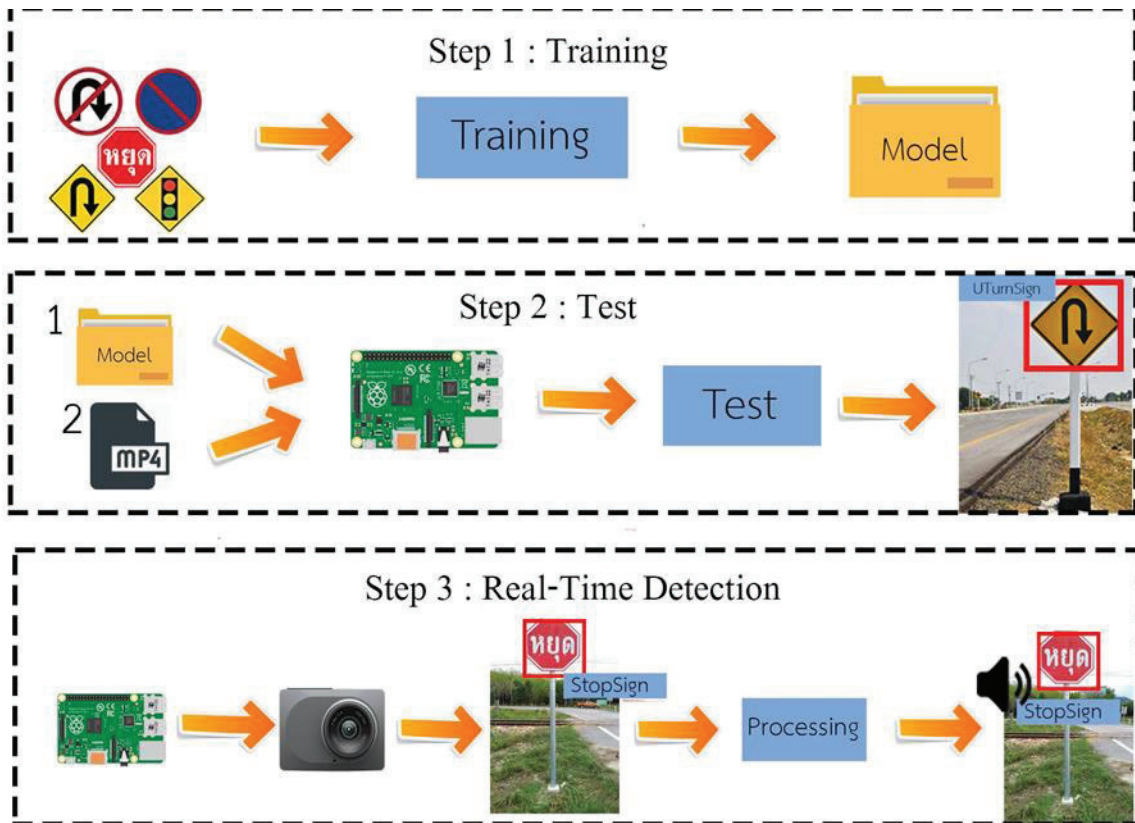 Step 1 : Training
หยุด
Training
Model
Step 2 : Test
1
Model
2
MP4
Test
UTurnSign
Step 3 : Real-Time Detection
หยุด
StopSign
Processing
หยุด
StopSign